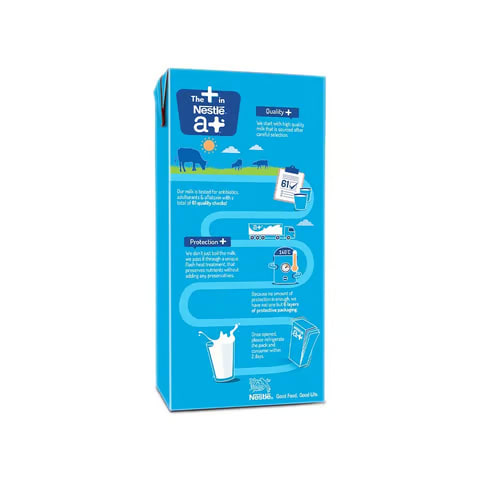 The + in
Nestlé
a+
Quality +
We start with high quality
milk that is sourced after
careful selection.
61
Our milk is tested for antibiotics,
adulterants & aflatoxin with a
total of 61 quality checks!
a+
Protection +
We don't just boil the milk,
we pass it through a unique
flash heat treatment, that
preserves nutrients without
adding any preservatives.
140°C
Because no amount of
protection is enough, we
have not one but 6 layers
of protective packaging.
Once opened,
please refrigerate
the pack and
consume within
2 days.
a+
Nestlé Good Food, Good Life